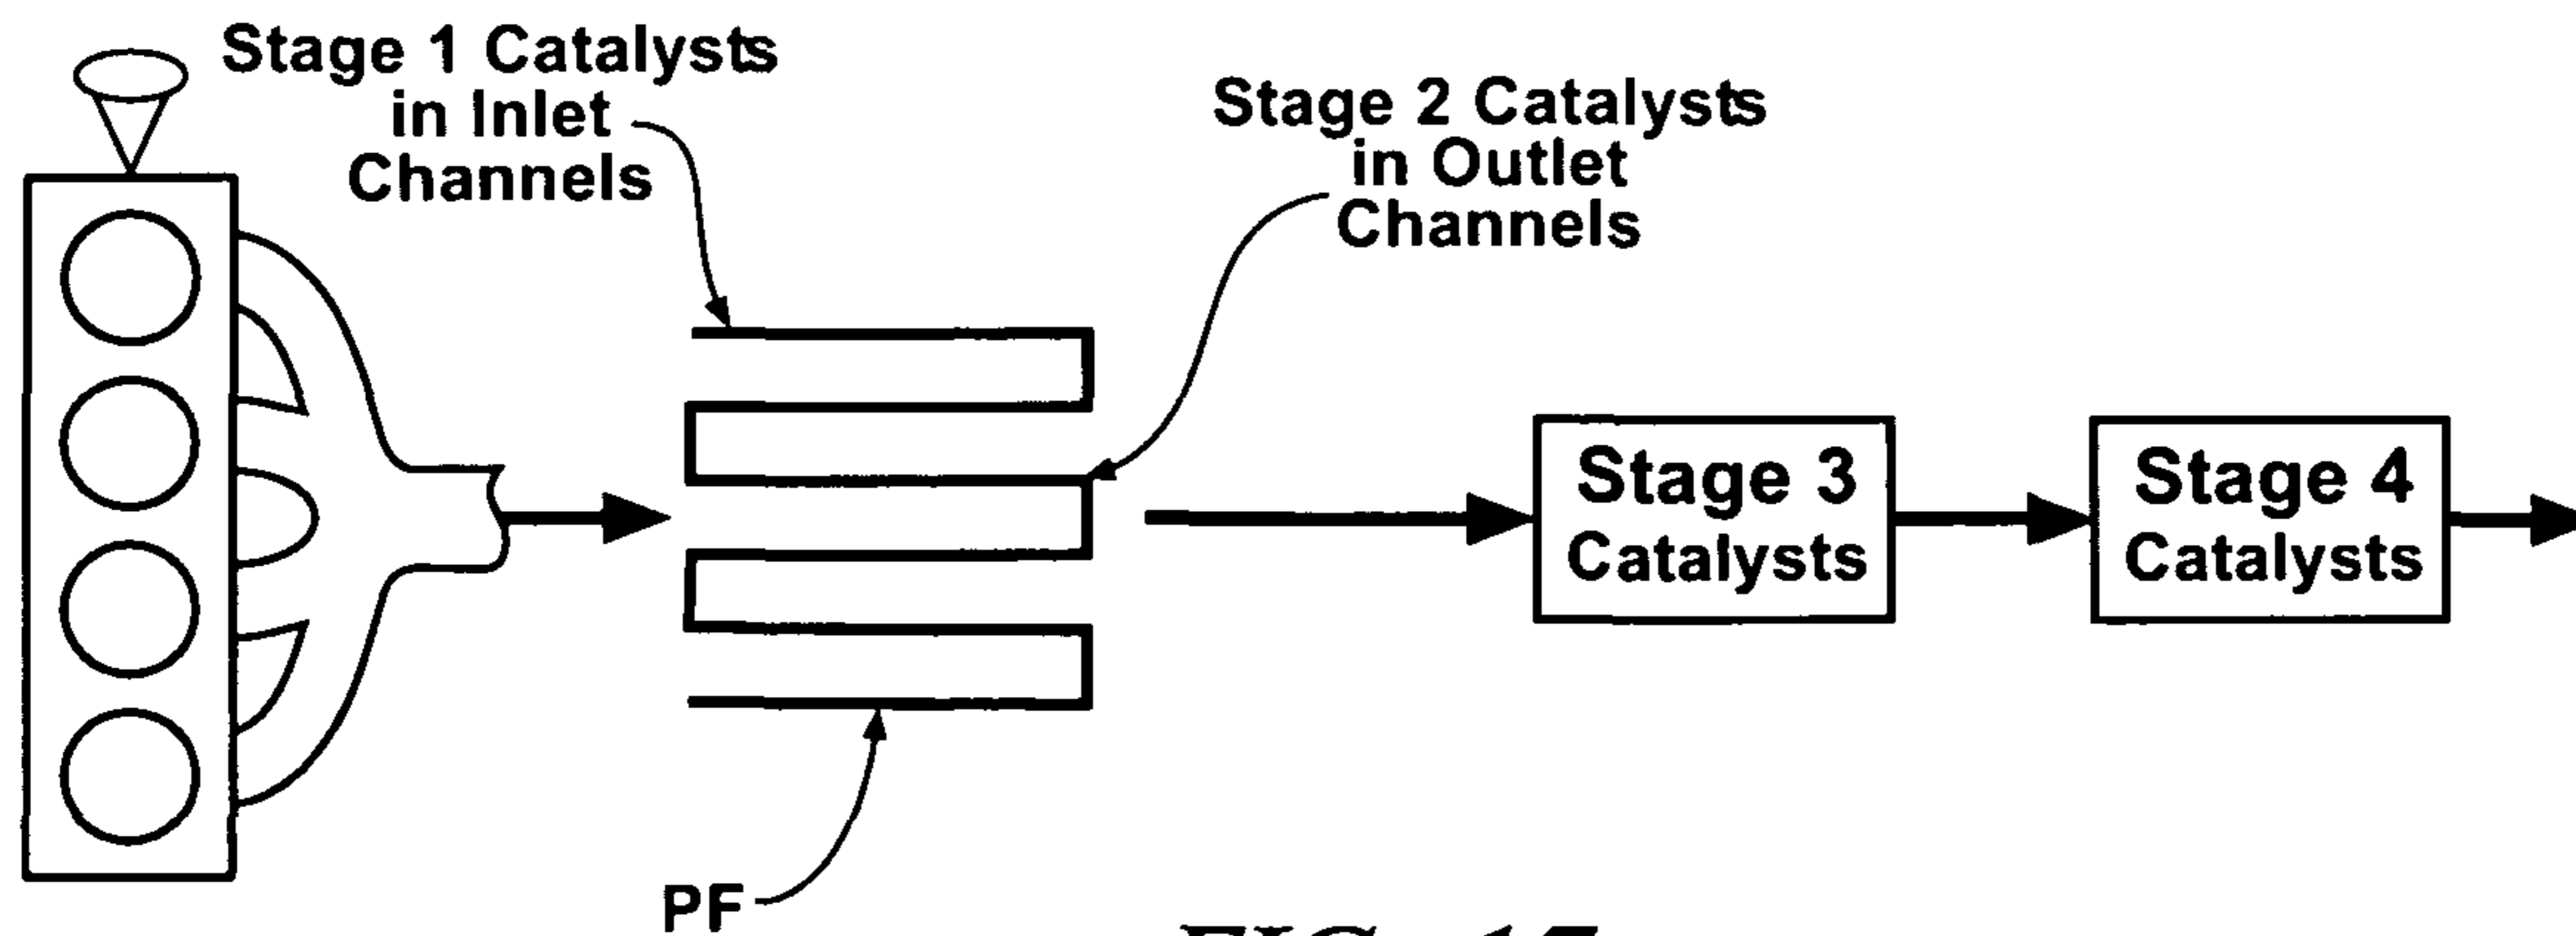 Stage 1 Catalysts
in Inlet
Channels
Stage 2 Catalysts
in Outlet
Channels
Stage 3
Catalysts
Stage 4
Catalysts
PF